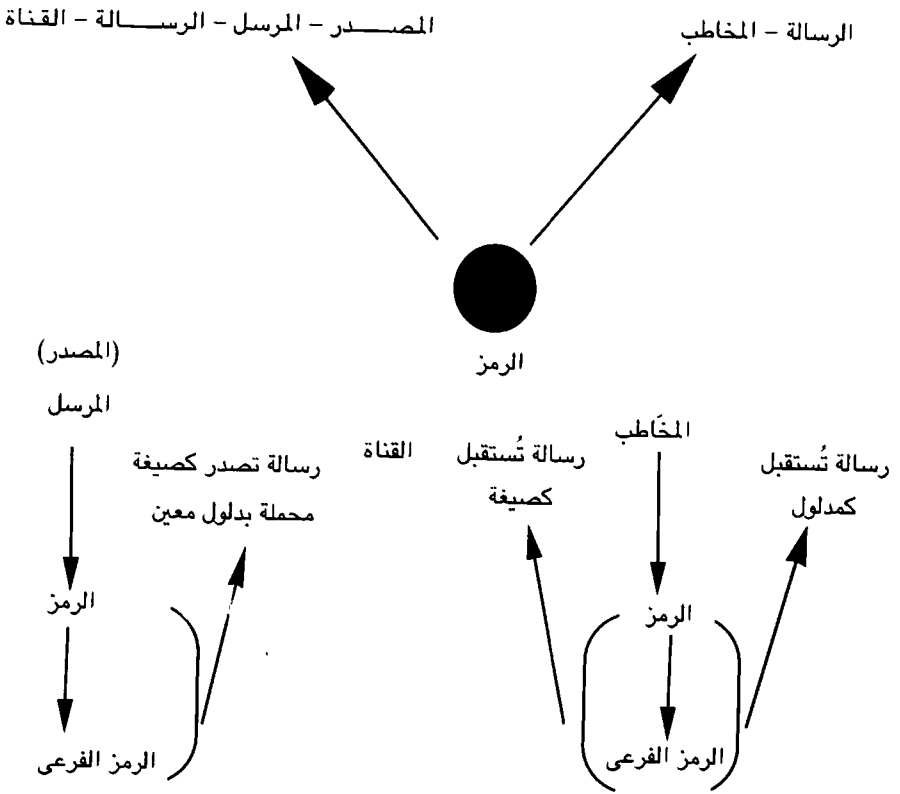 الرسالة – المخاطب
المصــــدر – المرسل – الرســـــالة – القناة
الرمز
(المصدر)
المرسل
المخَاطب
رسالة تُستقبل
كمدلول
رسالة تُستقبل
كصيغة
القناة
رسالة تصدر كصيغة
محملة بدلول معين
الرمز
الرمز الفرعى
الرمز
الرمز الفرعى